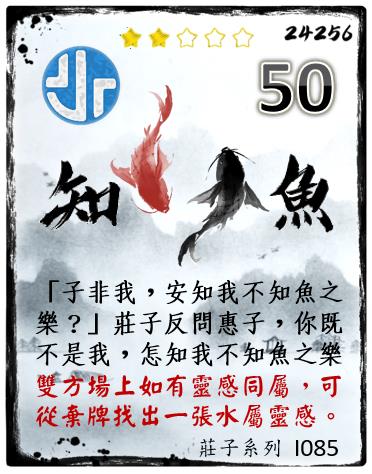 24256
50
知魚
「子非我，安知我不知魚之
樂？」莊子反問惠子，你既
不是我，怎知我不知魚之樂
雙方場上如有靈感同屬，可
從棄牌找出一張水屬靈感。
莊子系列 I085